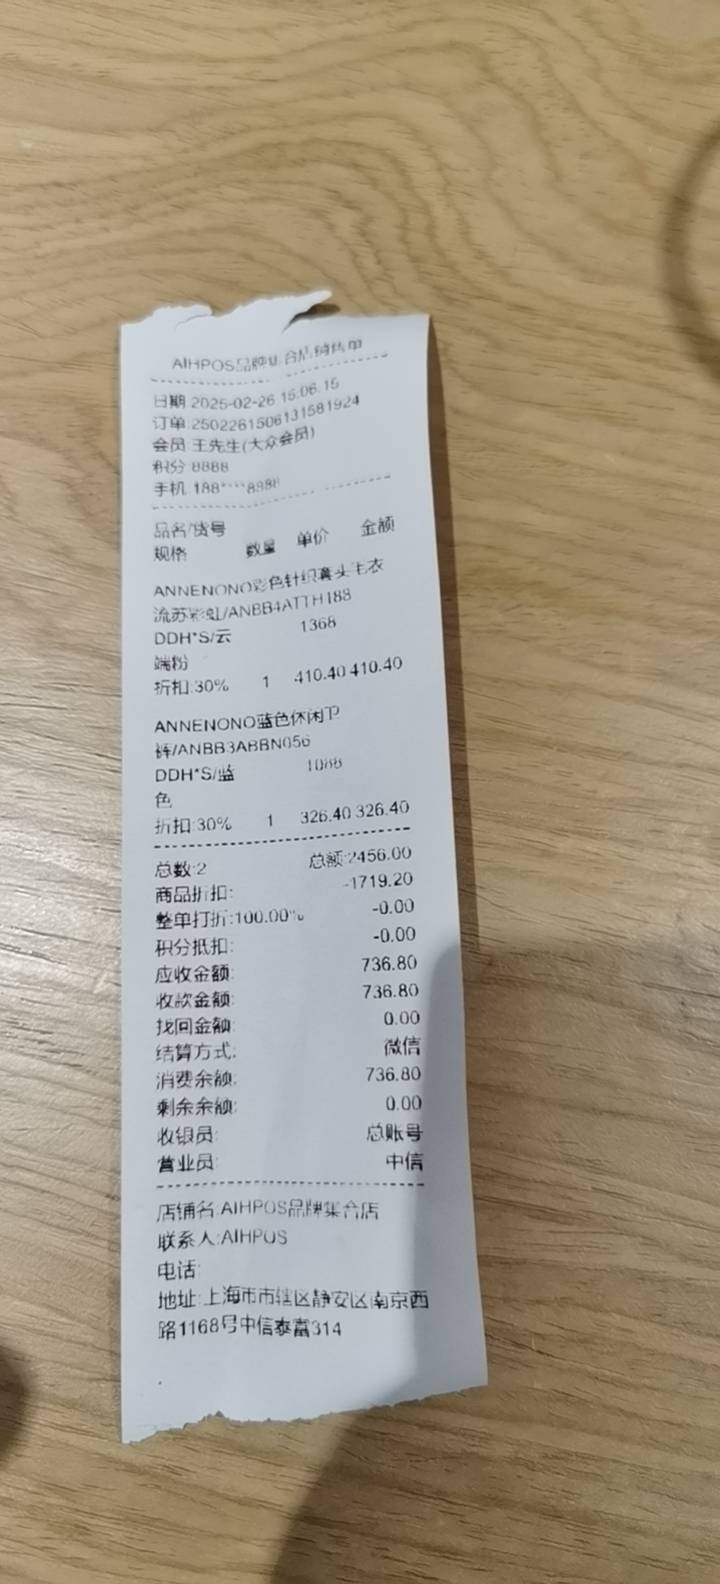 AIHPOS品牌集合店销售单
日期 2025-02-26 15:06:15
订单:2502261506131581924
会员 王先生(大众会员)
积分 8888
手机 188****8888
品名/货号
规格 数量 单价 金额
ANNENONO彩色针织套头毛衣
流苏彩虹/ANBB4ATTH188
DDH*S/云 1368
端粉
折扣:30% 1 410.40 410.40
ANNENONO蓝色休闲卫
裤/ANBB3ABBN056
DDH*S/蓝 1088
色
折扣:30% 1 326.40 326.40
总数:2 总额:2456.00
商品折扣: -1719.20
整单打折:100.00% -0.00
积分抵扣: -0.00
应收金额: 736.80
收款金额: 736.80
找回金额: 0.00
结算方式: 微信
消费余额: 736.80
剩余余额: 0.00
收银员: 总账号
营业员: 中信
店铺名:AIHPOS品牌集合店
联系人:AIHPOS
电话:
地址:上海市市辖区静安区南京西
路1168号中信泰富314